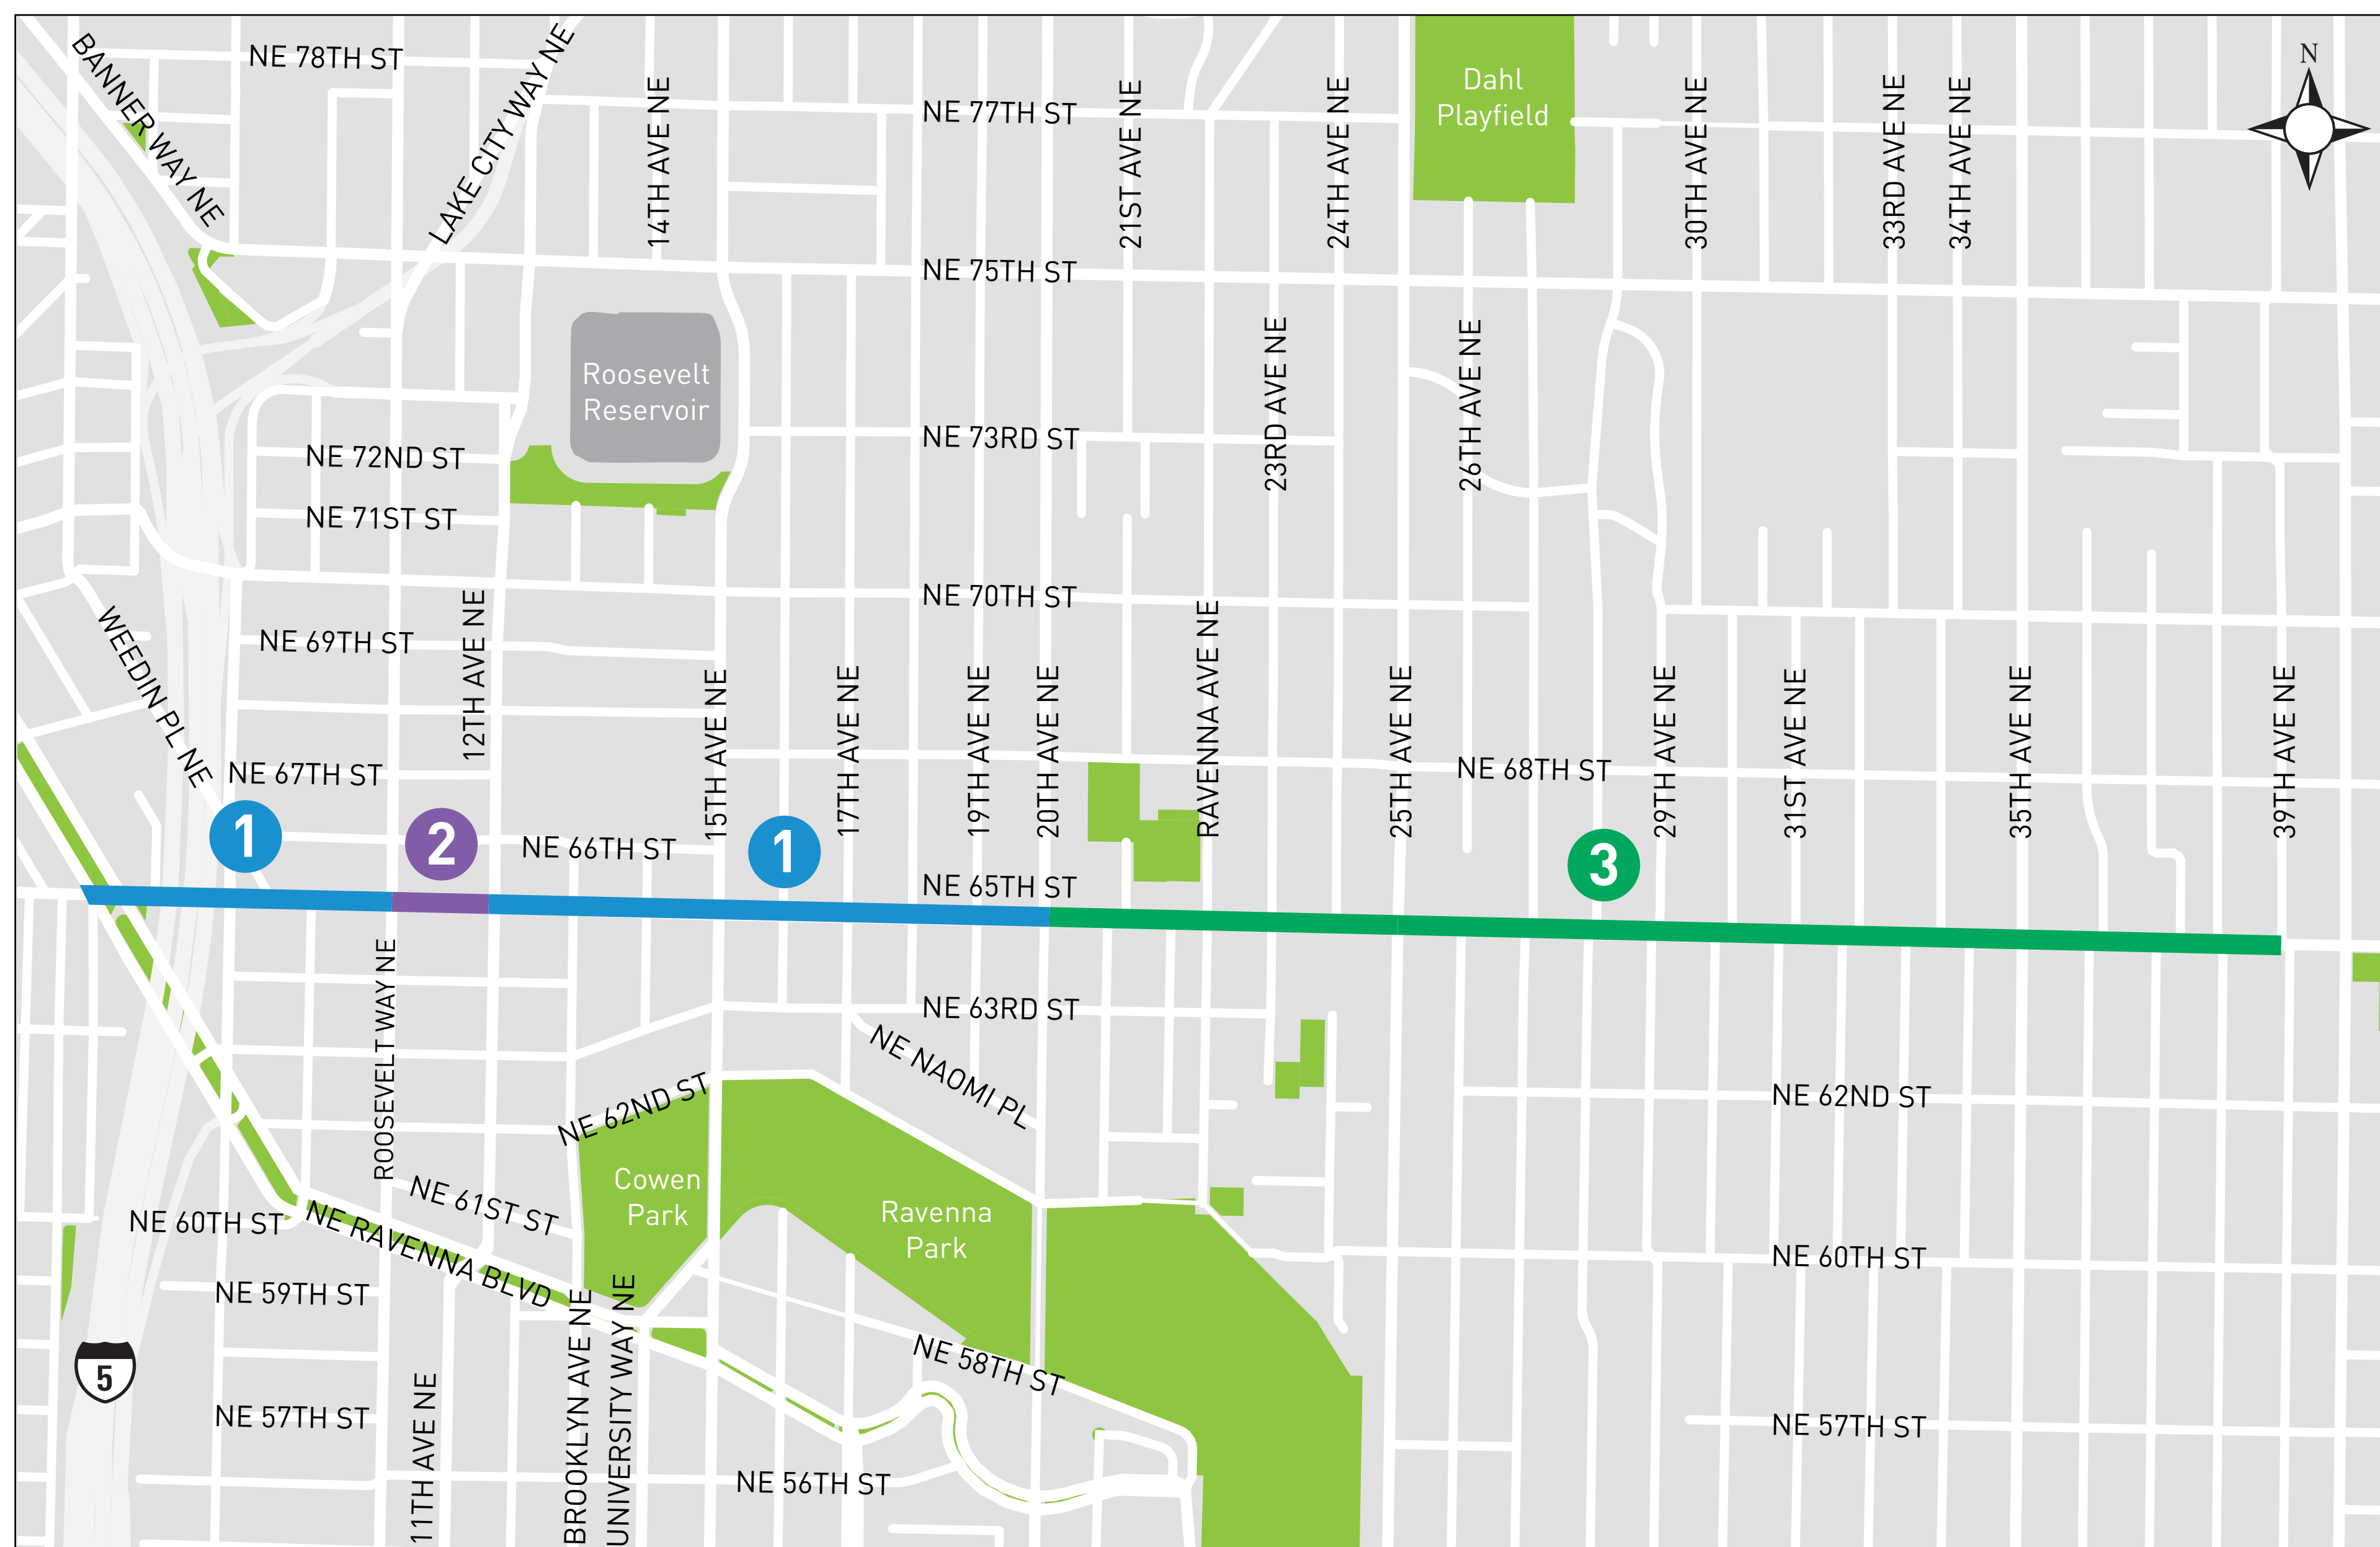 BANNER WAY NE
NE 78TH ST
LAKE CITY WAY NE
14TH AVE NE
NE 77TH ST
21ST AVE NE
24TH AVE NE
Dahl
Playfield
30TH AVE NE
33RD AVE NE
34TH AVE NE
N
NE 75TH ST
Roosevelt
Reservoir
23RD AVE NE
26TH AVE NE
NE 73RD ST
NE 72ND ST
NE 71ST ST
NE 70TH ST
WEEDIN PL NE
NE 69TH ST
12TH AVE NE
15TH AVE NE
17TH AVE NE
19TH AVE NE
20TH AVE NE
RAVENNA AVE NE
25TH AVE NE
NE 68TH ST
29TH AVE NE
31ST AVE NE
35TH AVE NE
39TH AVE NE
NE 67TH ST
1
2
NE 66TH ST
1
3
NE 65TH ST
ROOSEVELT WAY NE
NE 63RD ST
NE NAOMI PL
NE 62ND ST
NE 62ND ST
Cowen
Park
Ravenna
Park
NE 61ST ST
NE 60TH ST
NE RAVENNA BLVD
NE 60TH ST
NE 59TH ST
BROOKLYN AVE NE
UNIVERSITY WAY NE
NE 58TH ST
5
11TH AVE NE
NE 57TH ST
NE 57TH ST
NE 56TH ST